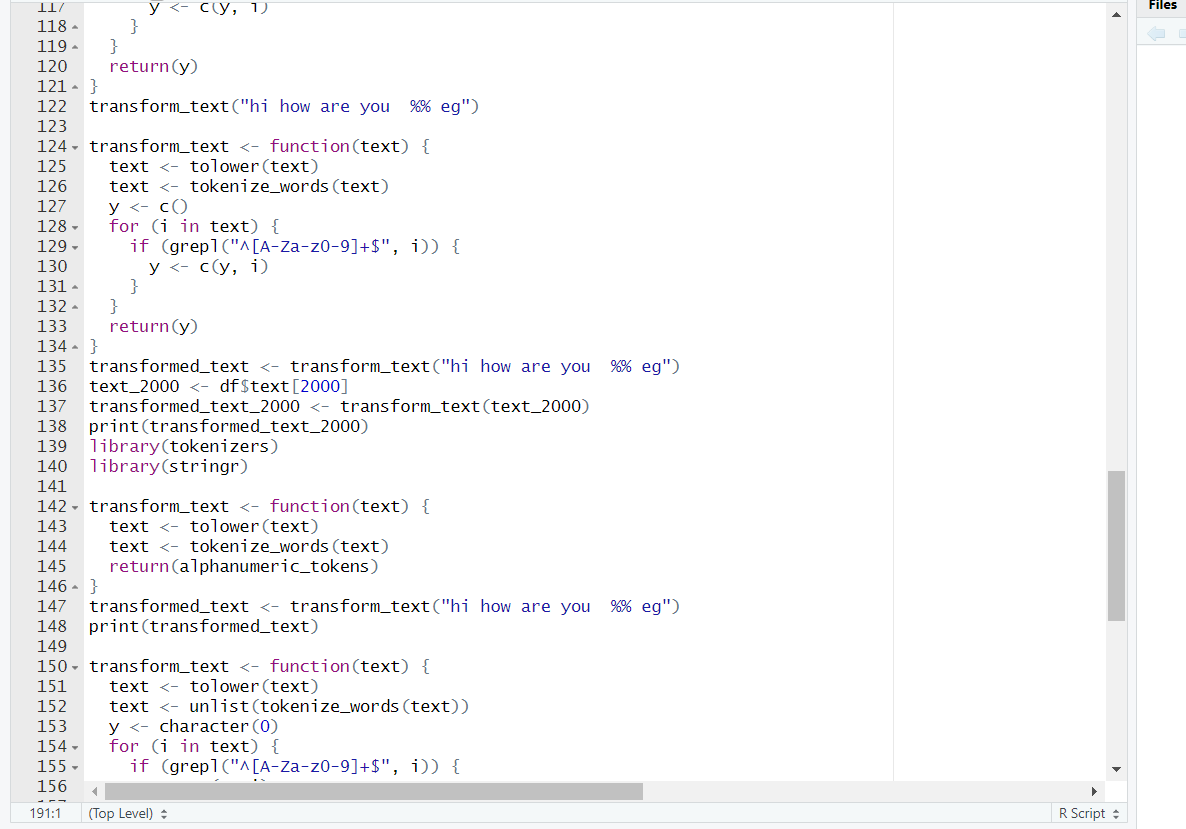 Files
117 y <- c(y, i)
118 }
119 }
120 return(y)
121 }
122 transform_text("hi how are you  %% eg")
123
124 transform_text <- function(text) {
125 text <- tolower(text)
126 text <- tokenize_words(text)
127 y <- c()
128 for (i in text) {
129 if (grepl("^[A-Za-z0-9]+$", i)) {
130 y <- c(y, i)
131 }
132 }
133 return(y)
134 }
135 transformed_text <- transform_text("hi how are you  %% eg")
136 text_2000 <- df$text[2000]
137 transformed_text_2000 <- transform_text(text_2000)
138 print(transformed_text_2000)
139 library(tokenizers)
140 library(stringr)
141
142 transform_text <- function(text) {
143 text <- tolower(text)
144 text <- tokenize_words(text)
145 return(alphanumeric_tokens)
146 }
147 transformed_text <- transform_text("hi how are you  %% eg")
148 print(transformed_text)
149
150 transform_text <- function(text) {
151 text <- tolower(text)
152 text <- unlist(tokenize_words(text))
153 y <- character(0)
154 for (i in text) {
155 if (grepl("^[A-Za-z0-9]+$", i)) {
156
191:1 (Top Level) R Script